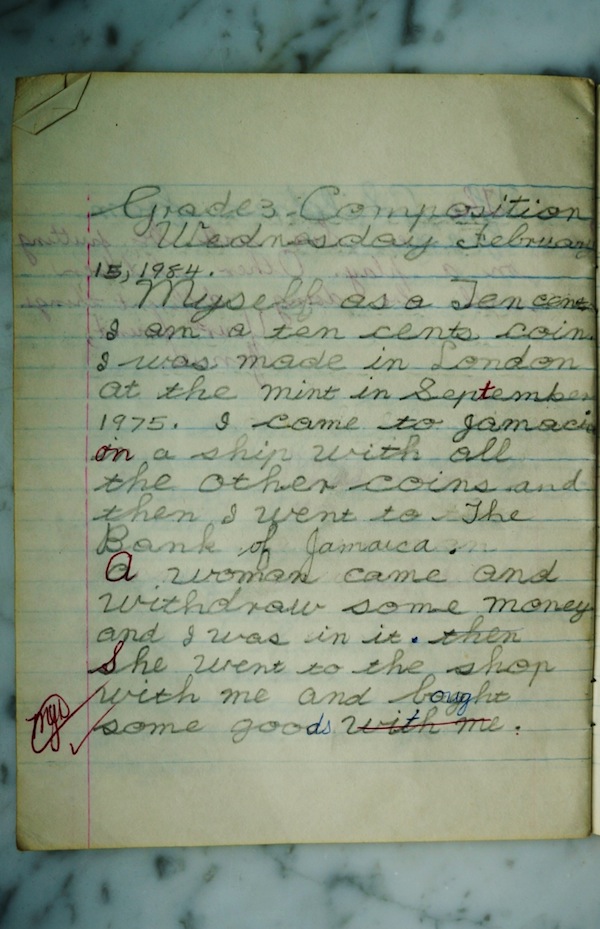 Grade 3 - Composition
Wednesday February
15, 1984.
Myself as a Ten cents
I am a ten cents coin.
I was made in London
at the mint in September
1975. I came to Jamaica
in a ship with all
the other coins and
then I went to The
Bank of Jamaica.
A woman came and
withdraw some money
and I was in it. then
She went to the shop
with me and bought
some goods with me.